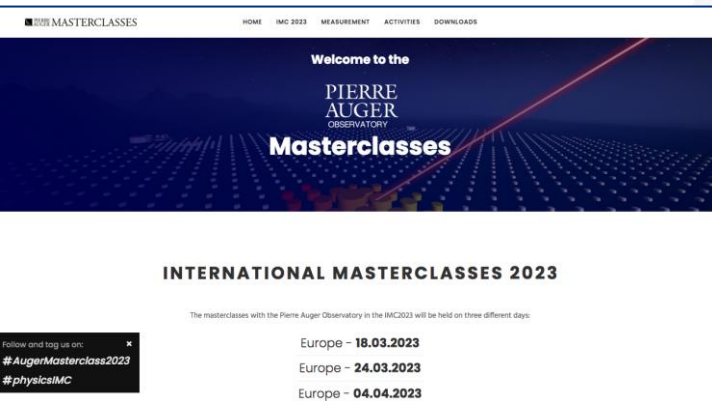 PIERRE AUGER MASTERCLASSES
HOME IMC 2023 MEASUREMENT ACTIVITIES DOWNLOADS
Welcome to the
PIERRE
AUGER
OBSERVATORY
Masterclasses
INTERNATIONAL MASTERCLASSES 2023
The masterclasses with the Pierre Auger Observatory in the IMC2023 will be held on three different days:
Europe - 18.03.2023
Europe - 24.03.2023
Europe - 04.04.2023
Follow and tag us on: ×
#AugerMasterclass2023
#physicsIMC